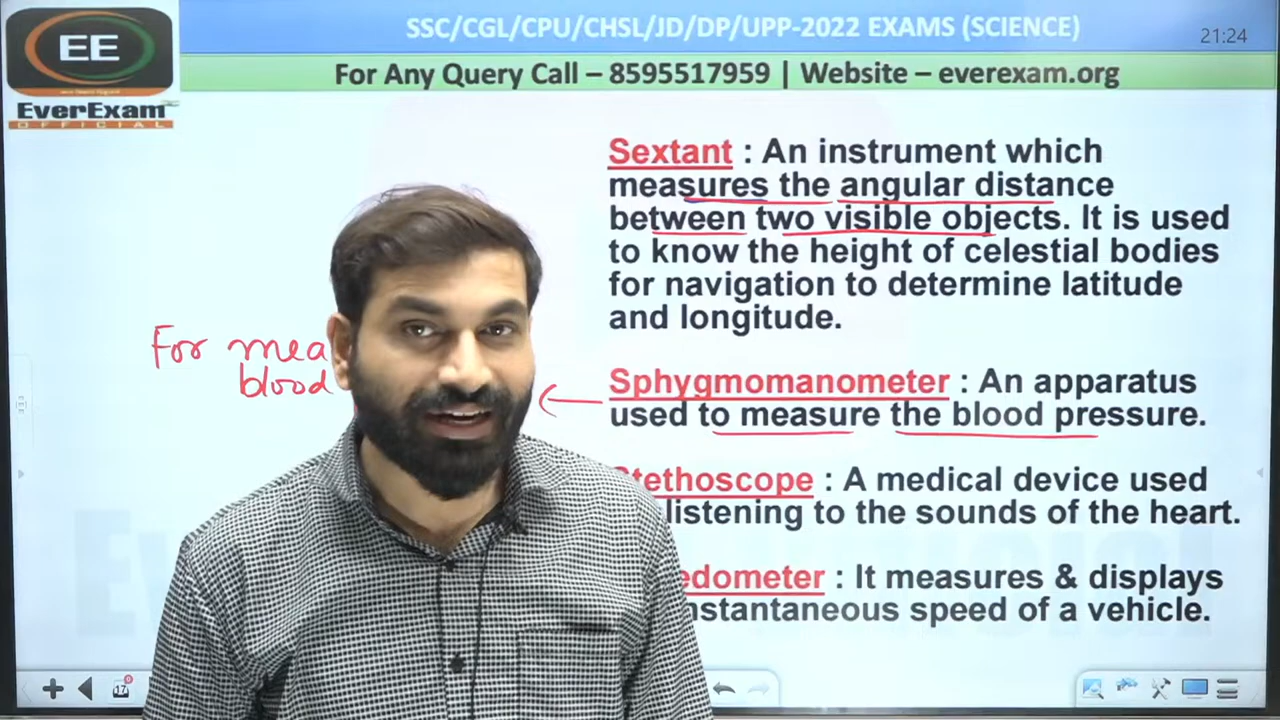 SSC/CGL/CPU/CHSL/JD/DP/UPP-2022 EXAMS (SCIENCE)
21:24
For Any Query Call – 8595517959 | Website – everexam.org
EE
EverExam
OFFICIAL
Sextant : An instrument which
measures the angular distance
between two visible objects. It is used
to know the height of celestial bodies
for navigation to determine latitude
and longitude.
For mea
blood
Sphygmomanometer : An apparatus
used to measure the blood pressure.
Stethoscope : A medical device used
listening to the sounds of the heart.
edometer : It measures & displays
nstantaneous speed of a vehicle.
17